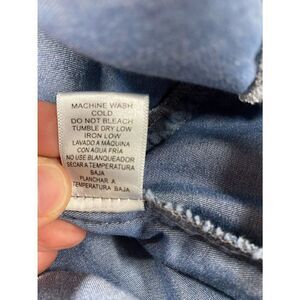 MACHINE WASH
COLD
DO NOT BLEACH
TUMBLE DRY LOW
IRON LOW
LAVADO A MÁQUINA
CON AGUA FRÍA
NO USE BLANQUEADOR
SECAR A TEMPERATURA
BAJA
PLANCHAR A
TEMPERATURA BAJA